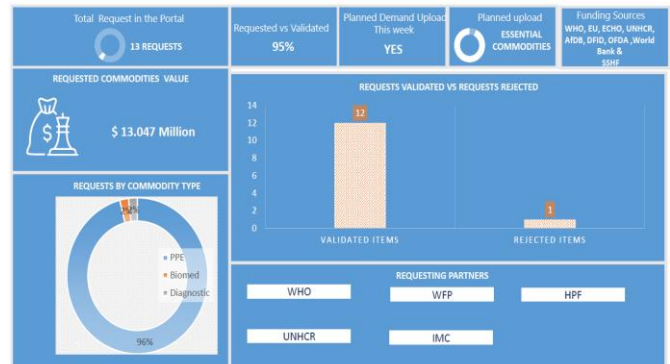 Total Request in the Portal
13 REQUESTS
Requested vs Validated
95%
Planned Demand Upload
This week
YES
Planned upload
ESSENTIAL
COMMODITIES
Funding Sources
WHO, EU, ECHO, UNHCR,
AfDB, DFID, OFDA ,World
Bank &
SSHF
REQUESTED COMMODITIES VALUE
$
$ 13.047 Million
REQUESTS BY COMMODITY TYPE
2%
PPE
Biomed
Diagnostic
96%
REQUESTS VALIDATED VS REQUESTS REJECTED
14
12
10
8
6
4
2
0
12
1
VALIDATED ITEMS
REJECTED ITEMS
REQUESTING PARTNERS
WHO
WFP
HPF
UNHCR
IMC